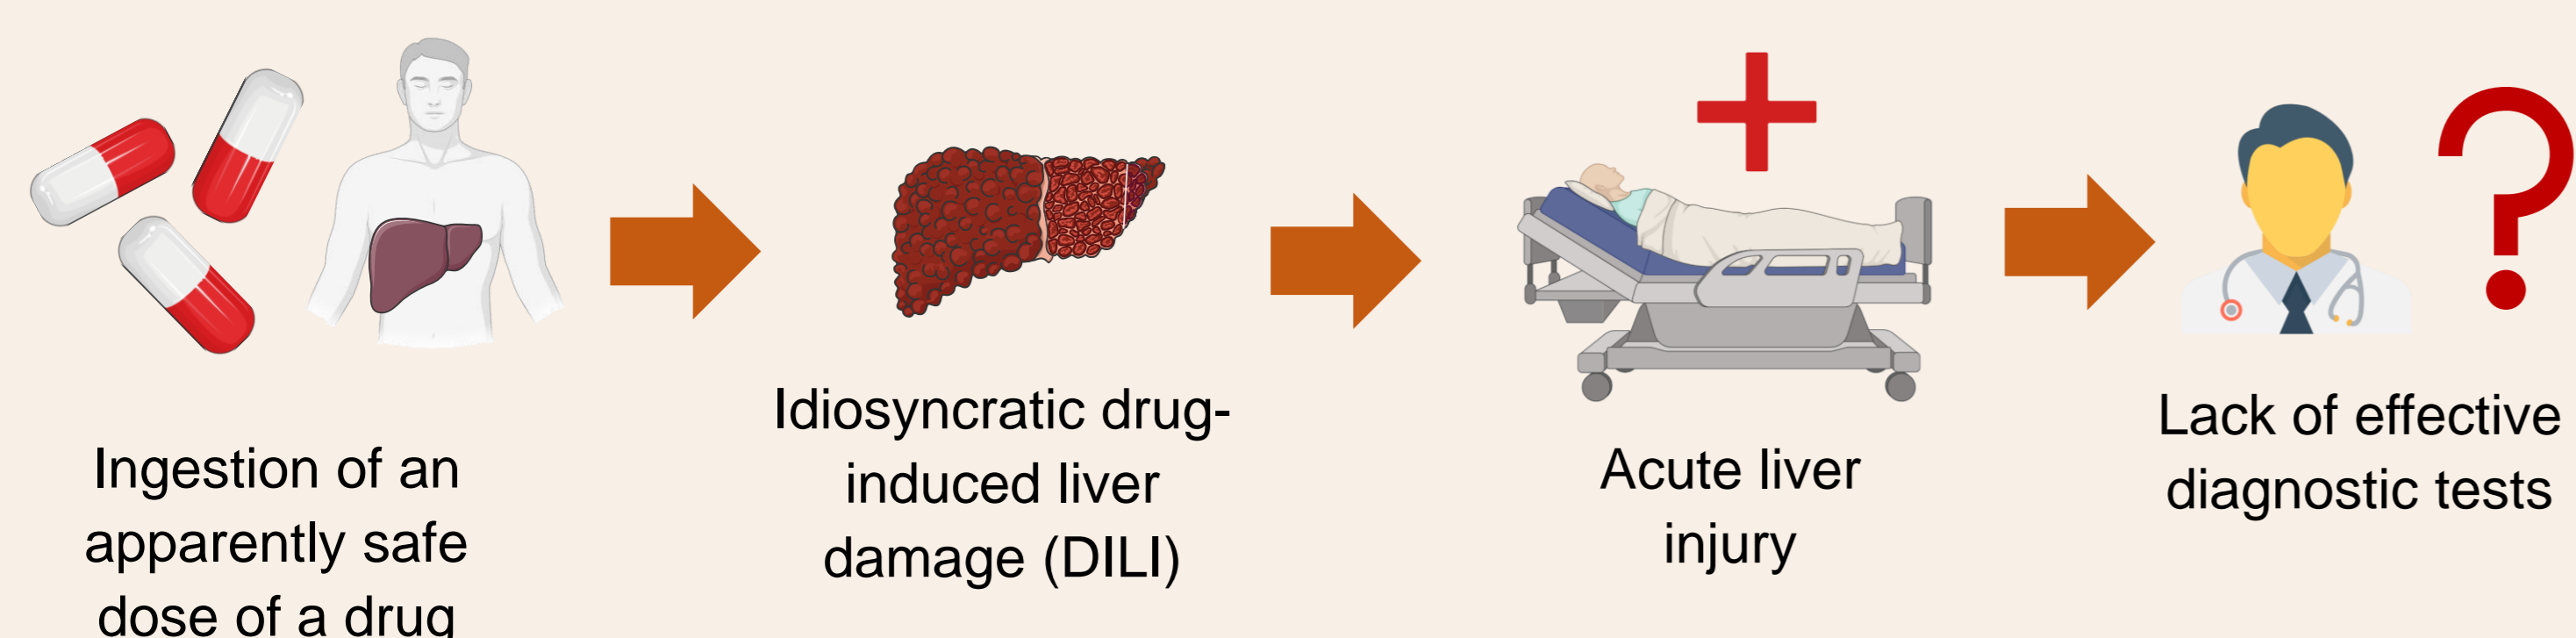 Ingestion of an
apparently safe
dose of a drug
Idiosyncratic drug-
induced liver
damage (DILI)
Acute liver
injury
Lack of effective
diagnostic tests